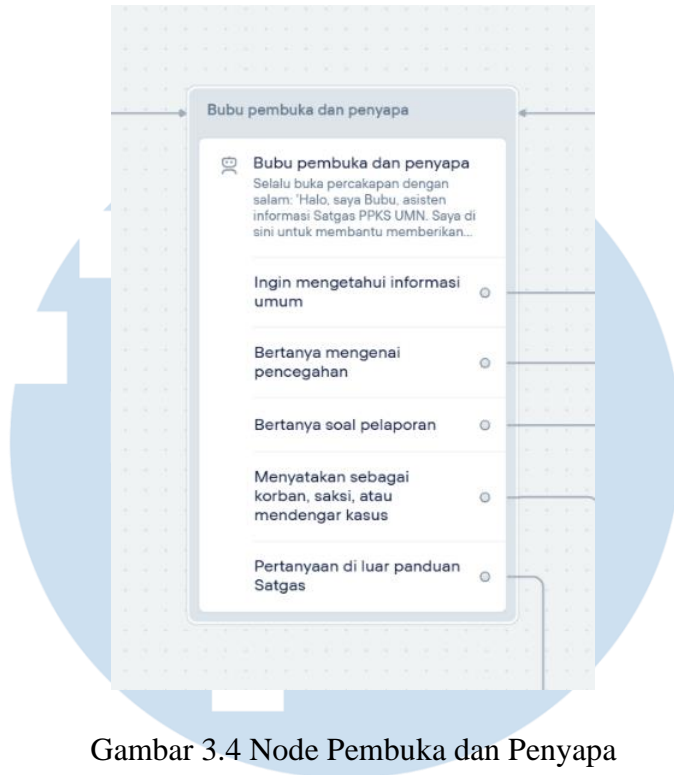 Bubu pembuka dan penyapa
Bubu pembuka dan penyapa
Selalu buka percakapan dengan
salam: 'Halo, saya Bubu, asisten
informasi Satgas PPKS UMN. Saya di
sini untuk membantu memberikan...
Ingin mengetahui informasi
umum
Bertanya mengenai
pencegahan
Bertanya soal pelaporan
Menyatakan sebagai
korban, saksi, atau
mendengar kasus
Pertanyaan di luar panduan
Satgas
Gambar 3.4 Node Pembuka dan Penyapa